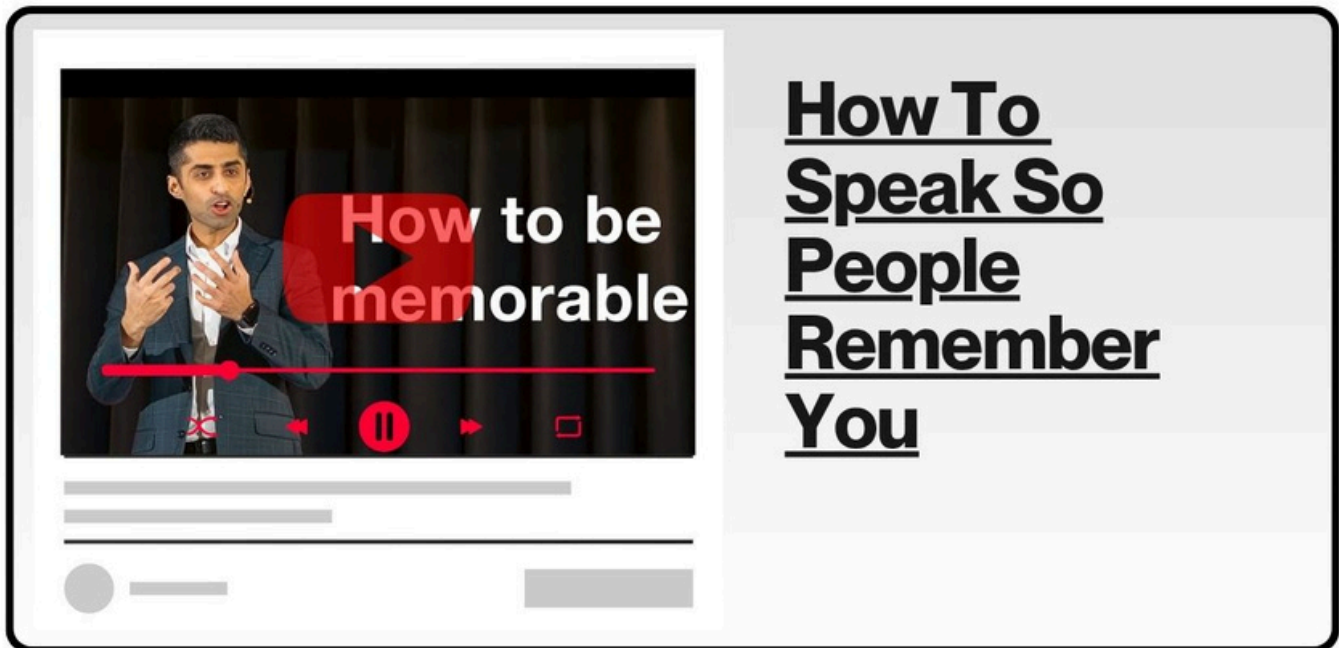 How to be
memorable
How To
Speak So
People
Remember
You